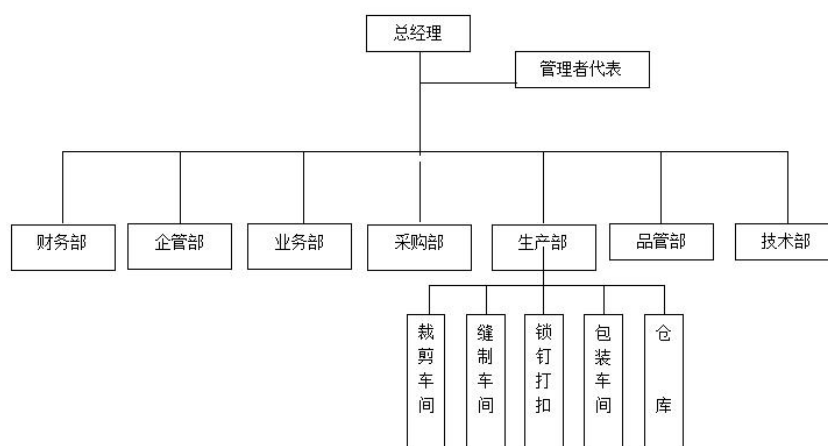 总经理
管理者代表
财务部
企管部
业务部
采购部
生产部
品管部
技术部
裁剪车间
缝制车间
锁钉打扣
包装车间
仓库